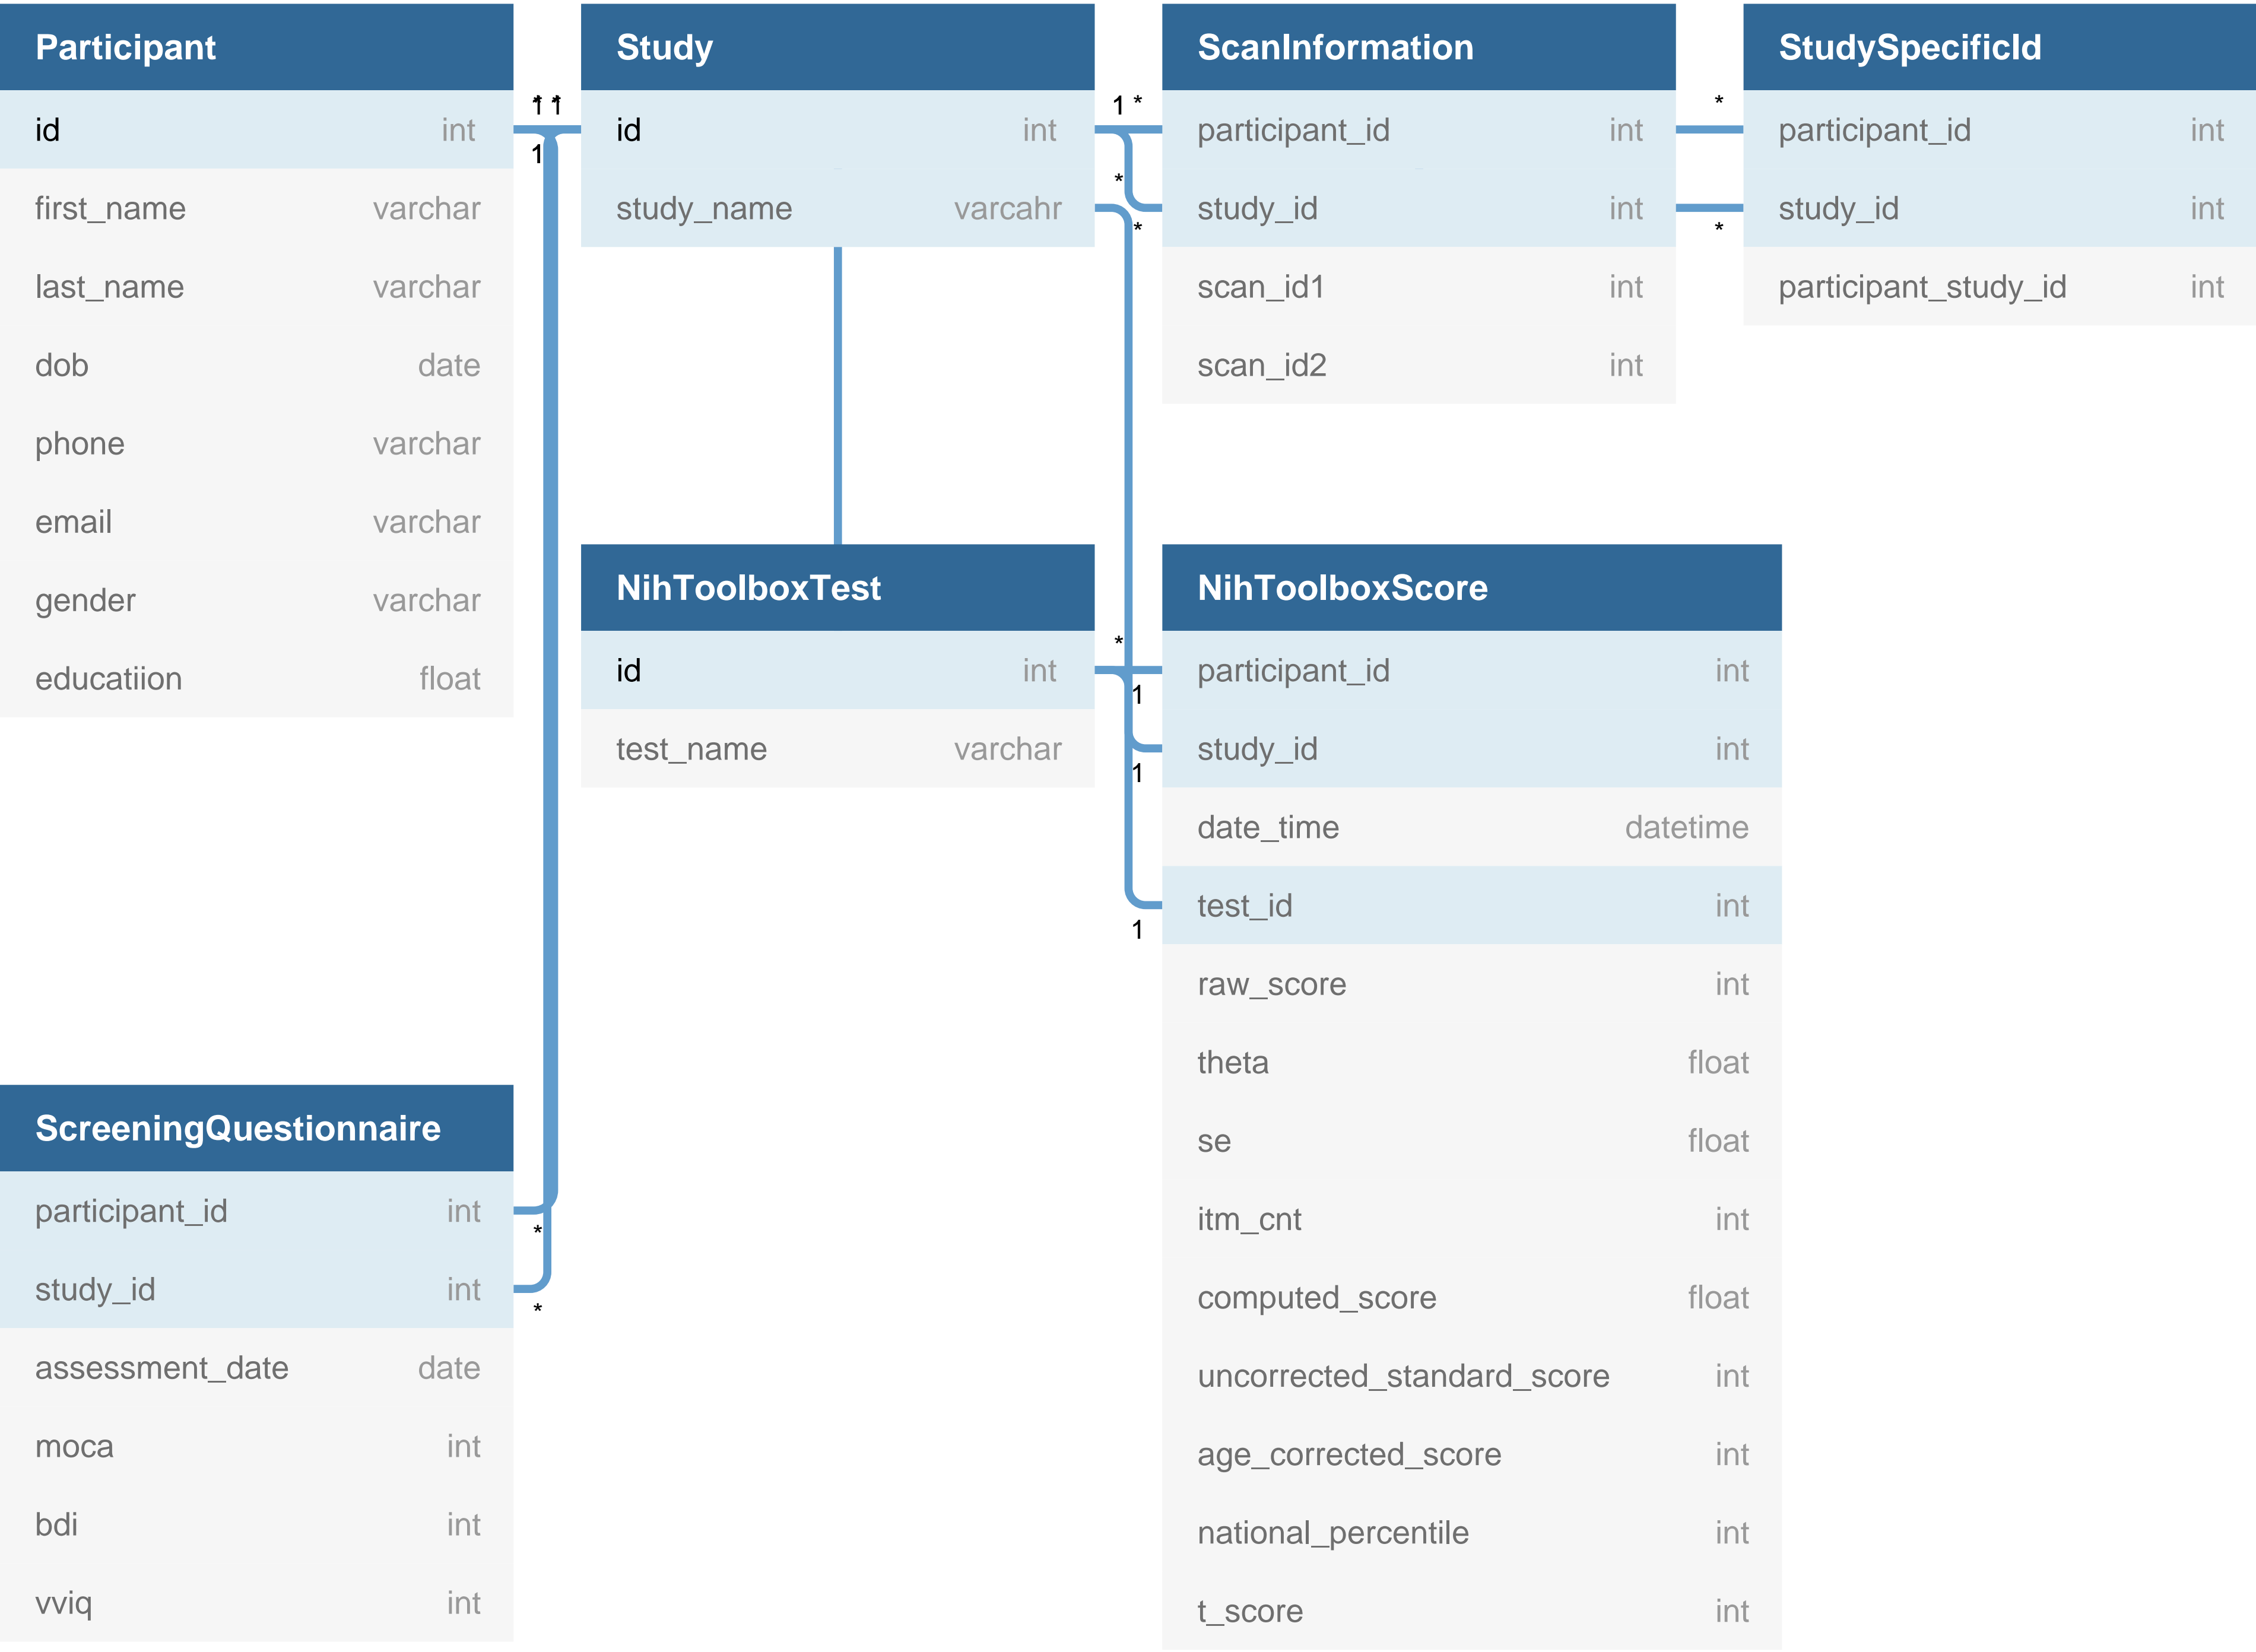 Participant
id int
first_name varchar
last_name varchar
dob date
phone varchar
email varchar
gender varchar
educatiion float
1 1
* *
1
Study
id int
study_name varcahr
1 *
*
*
ScanInformation
participant_id int
study_id int
scan_id1 int
scan_id2 int
*
*
StudySpecificId
participant_id int
study_id int
participant_study_id int
NihToolboxTest
id int
test_name varchar
*
1
1
1
NihToolboxScore
participant_id int
study_id int
date_time datetime
test_id int
raw_score int
theta float
se float
itm_cnt int
computed_score float
uncorrected_standard_score int
age_corrected_score int
national_percentile int
t_score int
ScreeningQuestionnaire
participant_id int
*
study_id int
*
assessment_date date
moca int
bdi int
vviq int